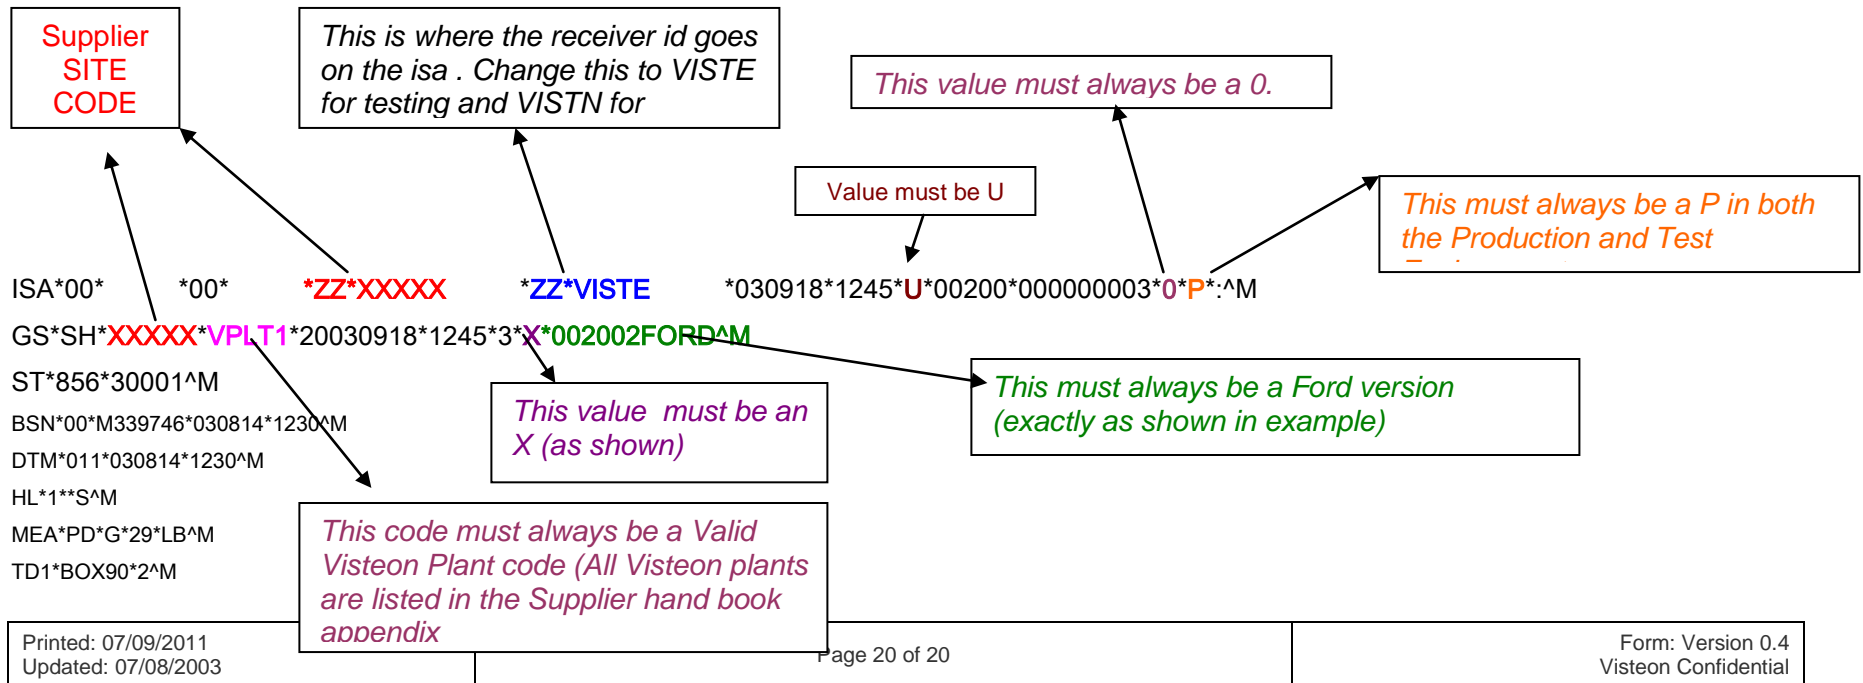 Supplier
SITE
CODE
This is where the receiver id goes
on the isa . Change this to VISTE
for testing and VISTN for
This value must always be a 0.
Value must be U
This must always be a P in both
the Production and Test
ISA*00* *00* *ZZ*XXXXX *ZZ*VISTE *030918*1245*U*00200*000000003*0*P*:^M
GS*SH*XXXXX*VPLT1*20030918*1245*3*X*002002FORD^M
ST*856*30001^M
BSN*00*M339746*030814*1230^M
DTM*011*030814*1230^M
HL*1**S^M
MEA*PD*G*29*LB^M
TD1*BOX90*2^M
This value must be an
X (as shown)
This must always be a Ford version
(exactly as shown in example)
This code must always be a Valid
Visteon Plant code (All Visteon plants
are listed in the Supplier hand book
appendix
Printed: 07/09/2011
Updated: 07/08/2003
Page 20 of 20
Form: Version 0.4
Visteon Confidential